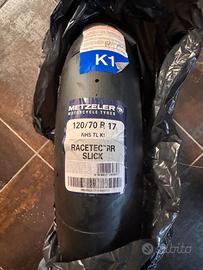 K1
METZELER
MOTORCYCLE TYRES
120/70 R 17
NHS TL K1
RACETEC RR
SLICK
subito